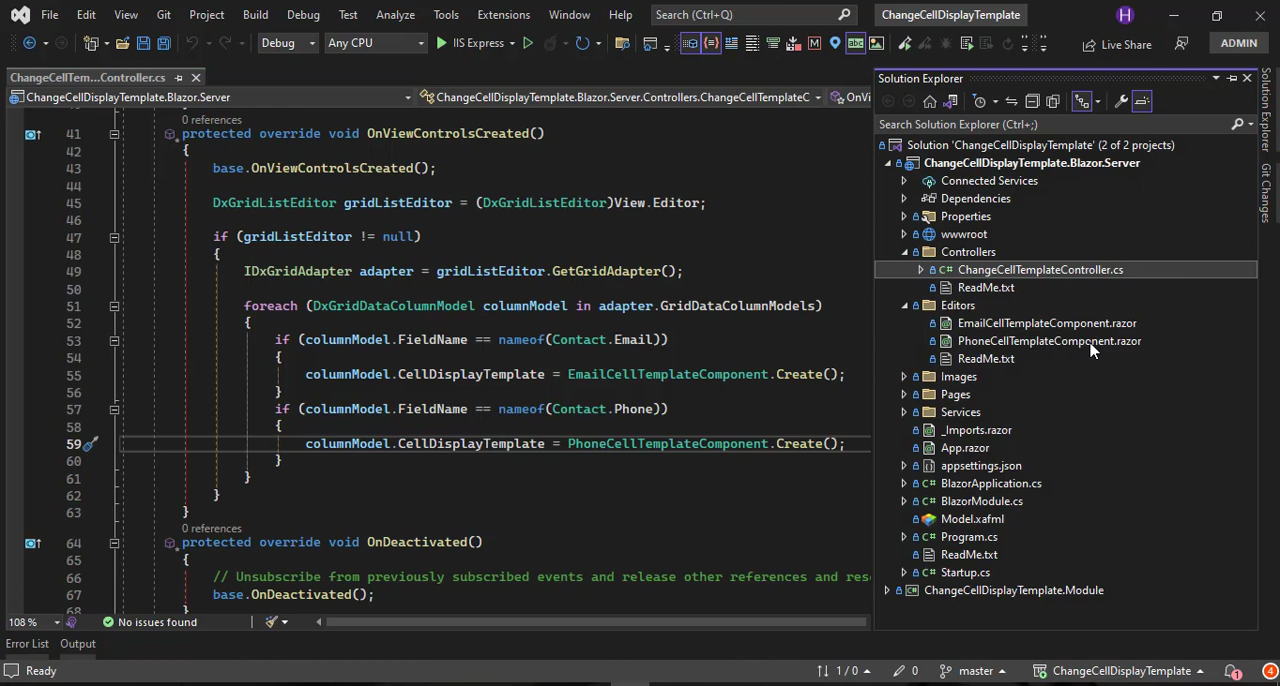 File Edit View Git Project Build Debug Test Analyze Tools Extensions Window Help Search (Ctrl+Q) ChangeCellDisplayTemplate H
Debug Any CPU IIS Express Live Share ADMIN
ChangeCellTem...Controller.cs
ChangeCellDisplayTemplate.Blazor.Server ChangeCellDisplayTemplate.Blazor.Server.Controllers.ChangeCellTemplateC OnVi
0 references
41 protected override void OnViewControlsCreated()
42 {
43 base.OnViewControlsCreated();
44
45 DxGridListEditor gridListEditor = (DxGridListEditor)View.Editor;
46
47 if (gridListEditor != null)
48 {
49 IDxGridAdapter adapter = gridListEditor.GetGridAdapter();
50
51 foreach (DxGridDataColumnModel columnModel in adapter.GridDataColumnModels)
52 {
53 if (columnModel.FieldName == nameof(Contact.Email))
54 {
55 columnModel.CellDisplayTemplate = EmailCellTemplateComponent.Create();
56 }
57 if (columnModel.FieldName == nameof(Contact.Phone))
58 {
59 columnModel.CellDisplayTemplate = PhoneCellTemplateComponent.Create();
60 }
61 }
62 }
63 }
0 references
64 protected override void OnDeactivated()
65 {
66 // Unsubscribe from previously subscribed events and release other references and res
67 base.OnDeactivated();
68 }
108 % No issues found
Error List Output
Solution Explorer
Search Solution Explorer (Ctrl+;)
Solution 'ChangeCellDisplayTemplate' (2 of 2 projects)
ChangeCellDisplayTemplate.Blazor.Server
Connected Services
Dependencies
Properties
wwwroot
Controllers
C# ChangeCellTemplateController.cs
ReadMe.txt
Editors
EmailCellTemplateComponent.razor
PhoneCellTemplateComponent.razor
ReadMe.txt
Images
Pages
Services
_Imports.razor
App.razor
appsettings.json
C# BlazorApplication.cs
C# BlazorModule.cs
Model.xafml
C# Program.cs
ReadMe.txt
C# Startup.cs
C# ChangeCellDisplayTemplate.Module
Solution Explorer
Git Changes
Ready 1 / 0 0 master ChangeCellDisplayTemplate 1 4